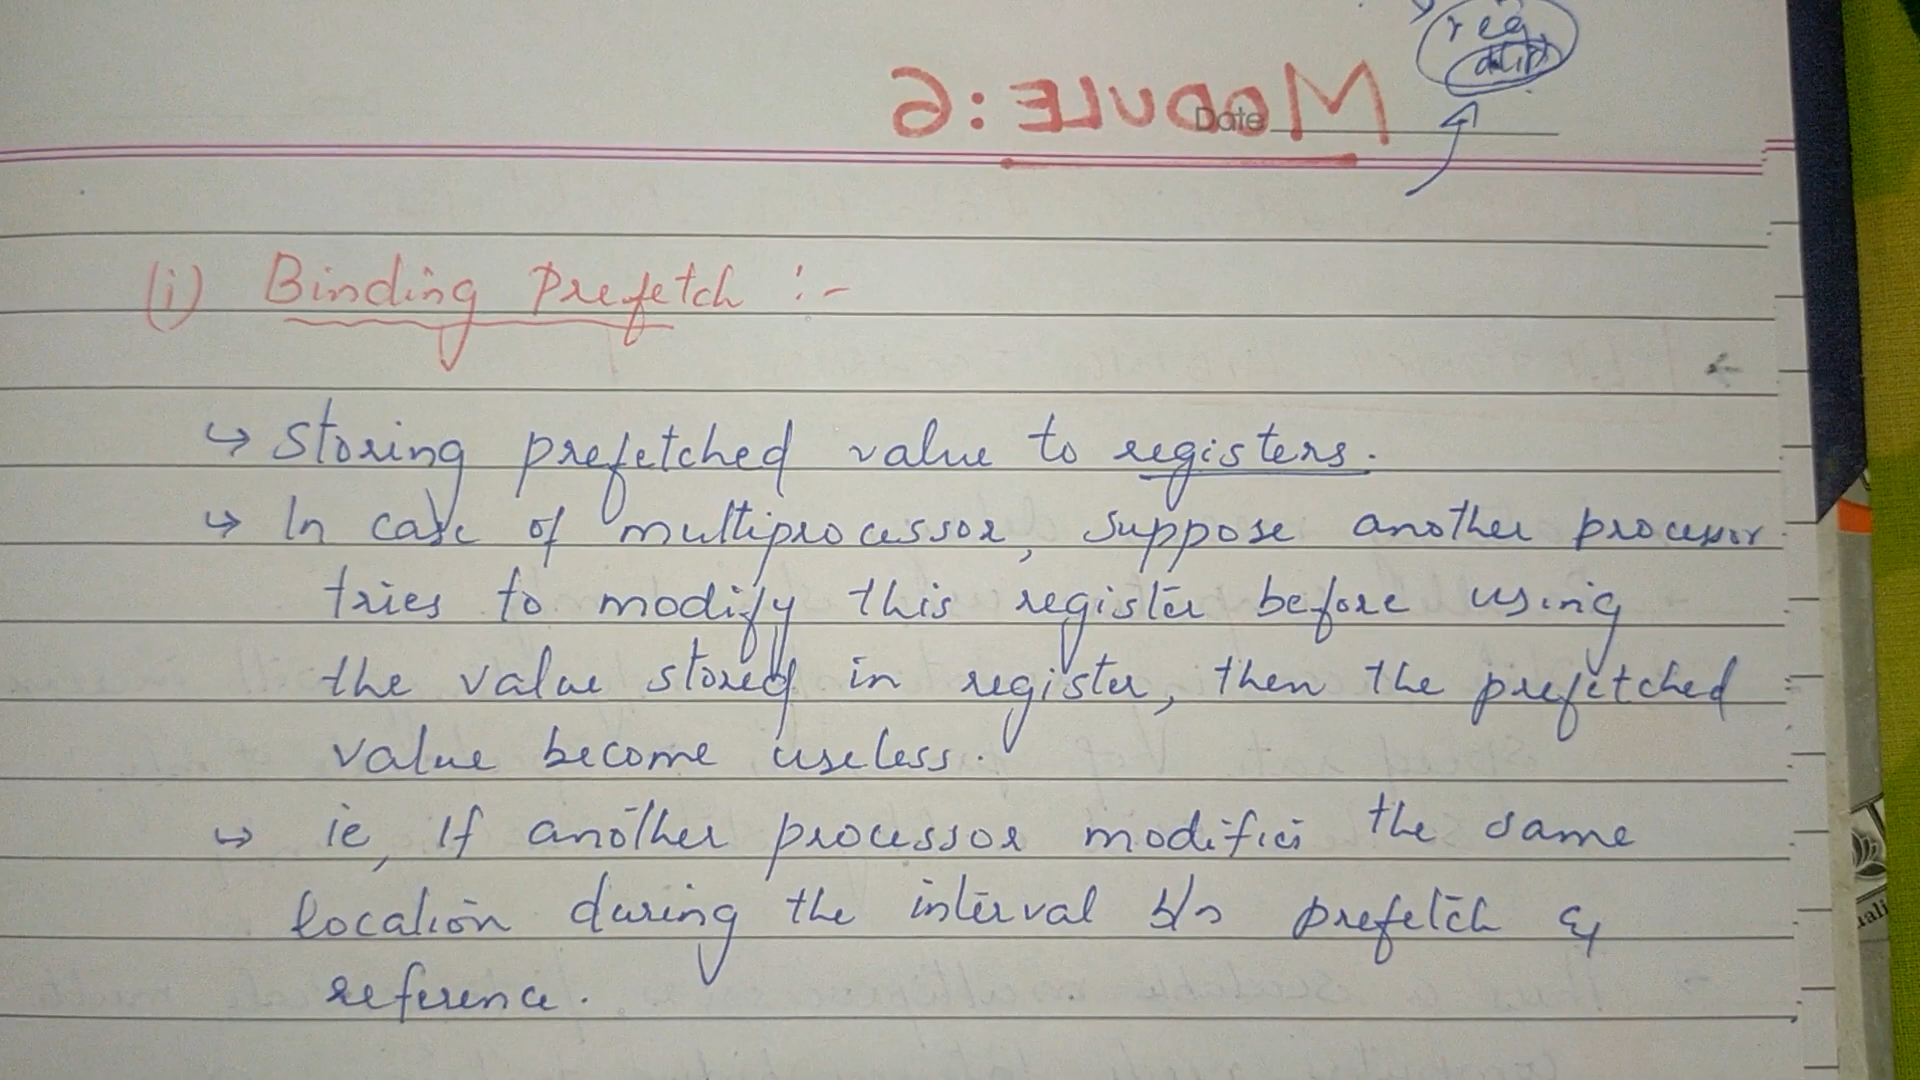 reg.
Date
MODULE : 6
(i) Binding Prefetch :-
↳ Storing prefetched value to registers.
↳ In case of multiprocessor, suppose another processor
tries to modify this register before using
the value stored in register, then the prefetched
value become useless.
↳ ie, If another processor modifies the same
location during the interval b/n prefetch &
reference.